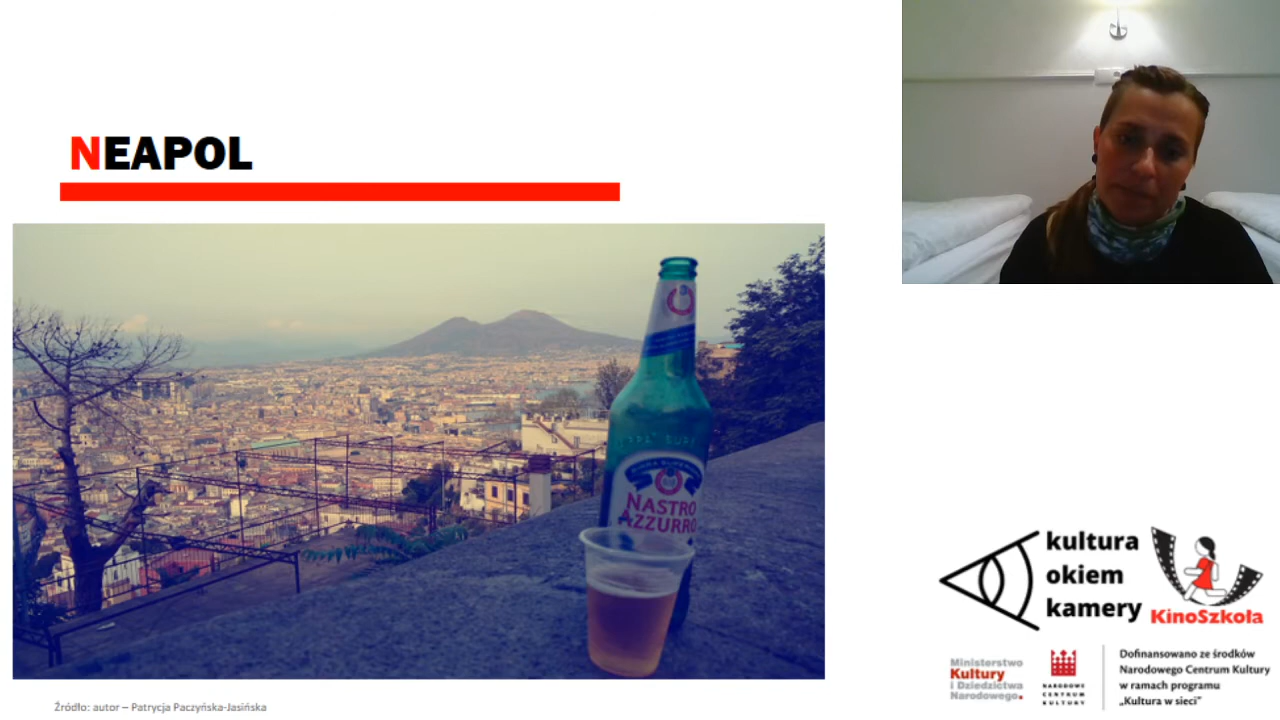 NEAPOL
NASTRO
AZZURRO
kultura
okiem
kamery
KinoSzkoła
Ministerstwo
Kultury
i Dziedzictwa
Narodowego.
NARODOWE
CENTRUM
KULTURY
Dofinansowano ze środków
Narodowego Centrum Kultury
w ramach programu
„Kultura w sieci”
Źródło: autor – Patrycja Paczyńska-Jasińska